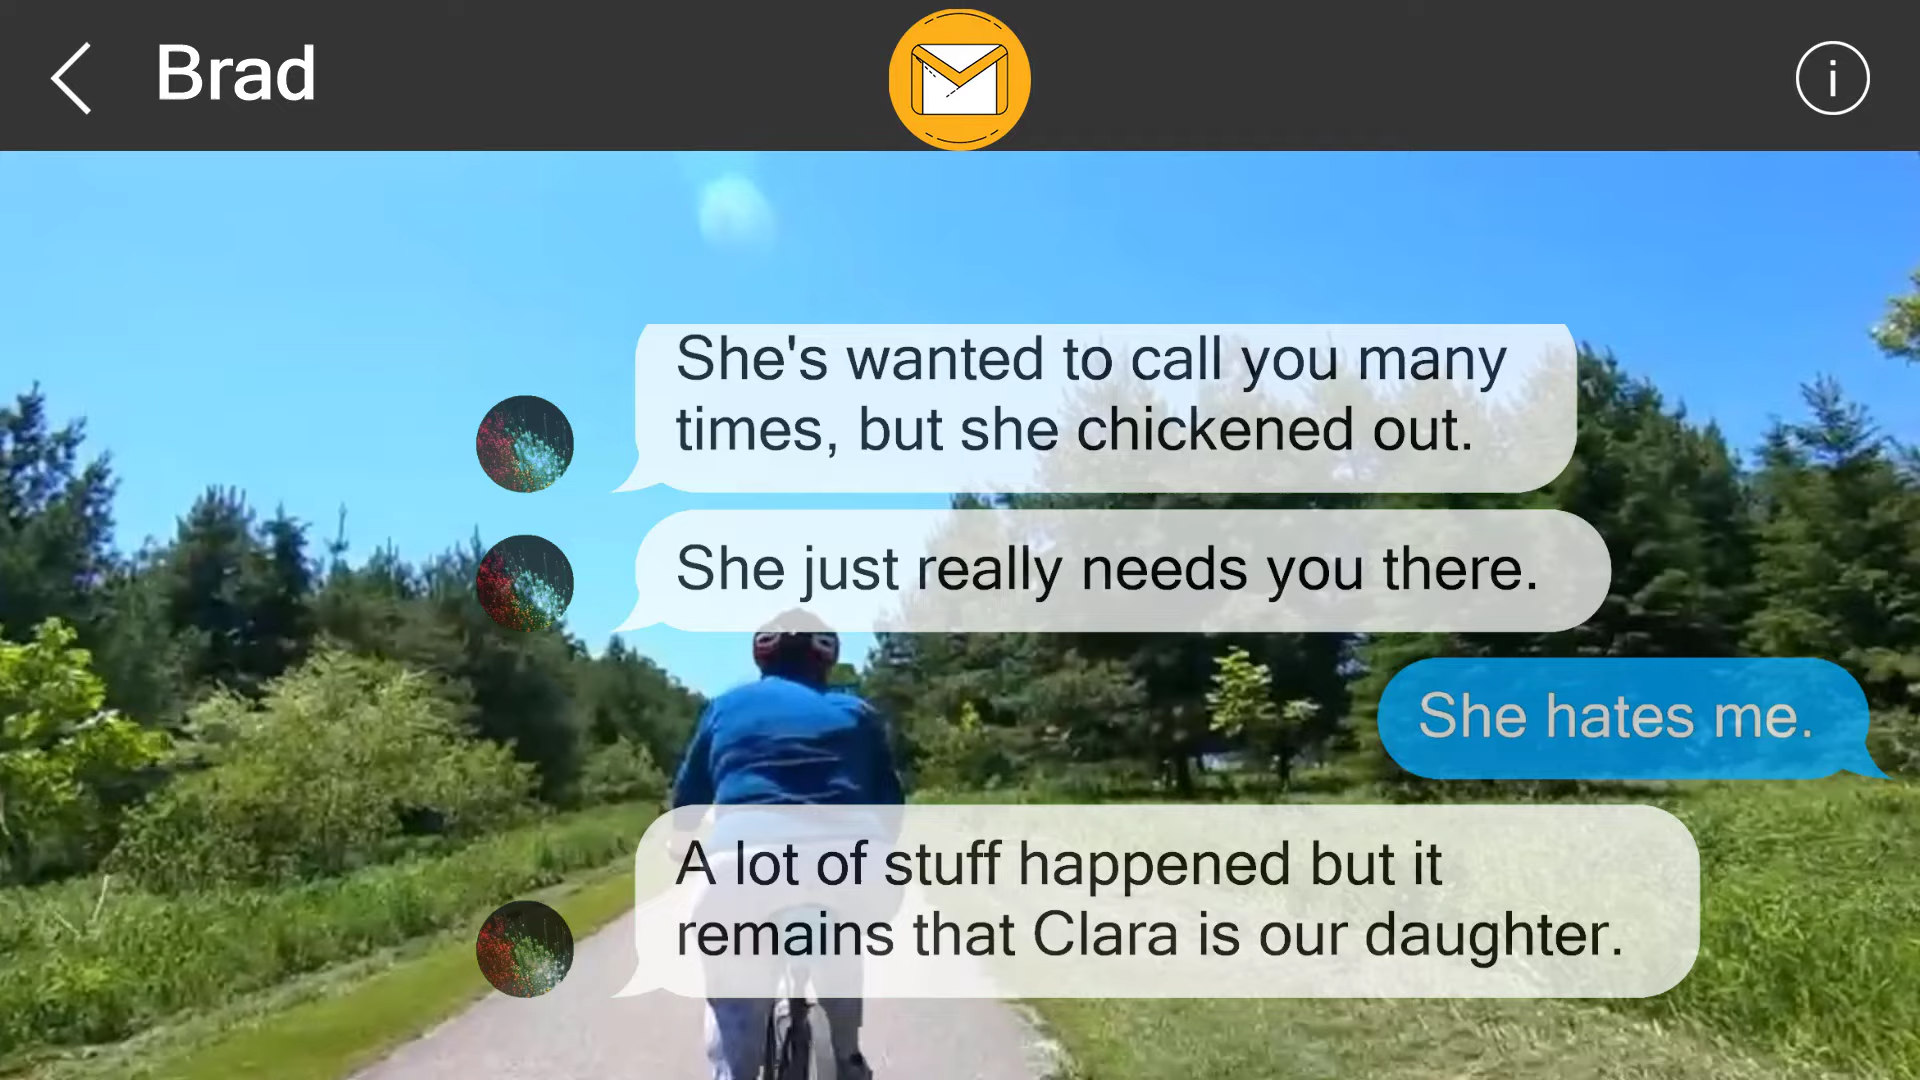 Brad
She's wanted to call you many
times, but she chickened out.
She just really needs you there.
She hates me.
A lot of stuff happened but it
remains that Clara is our daughter.